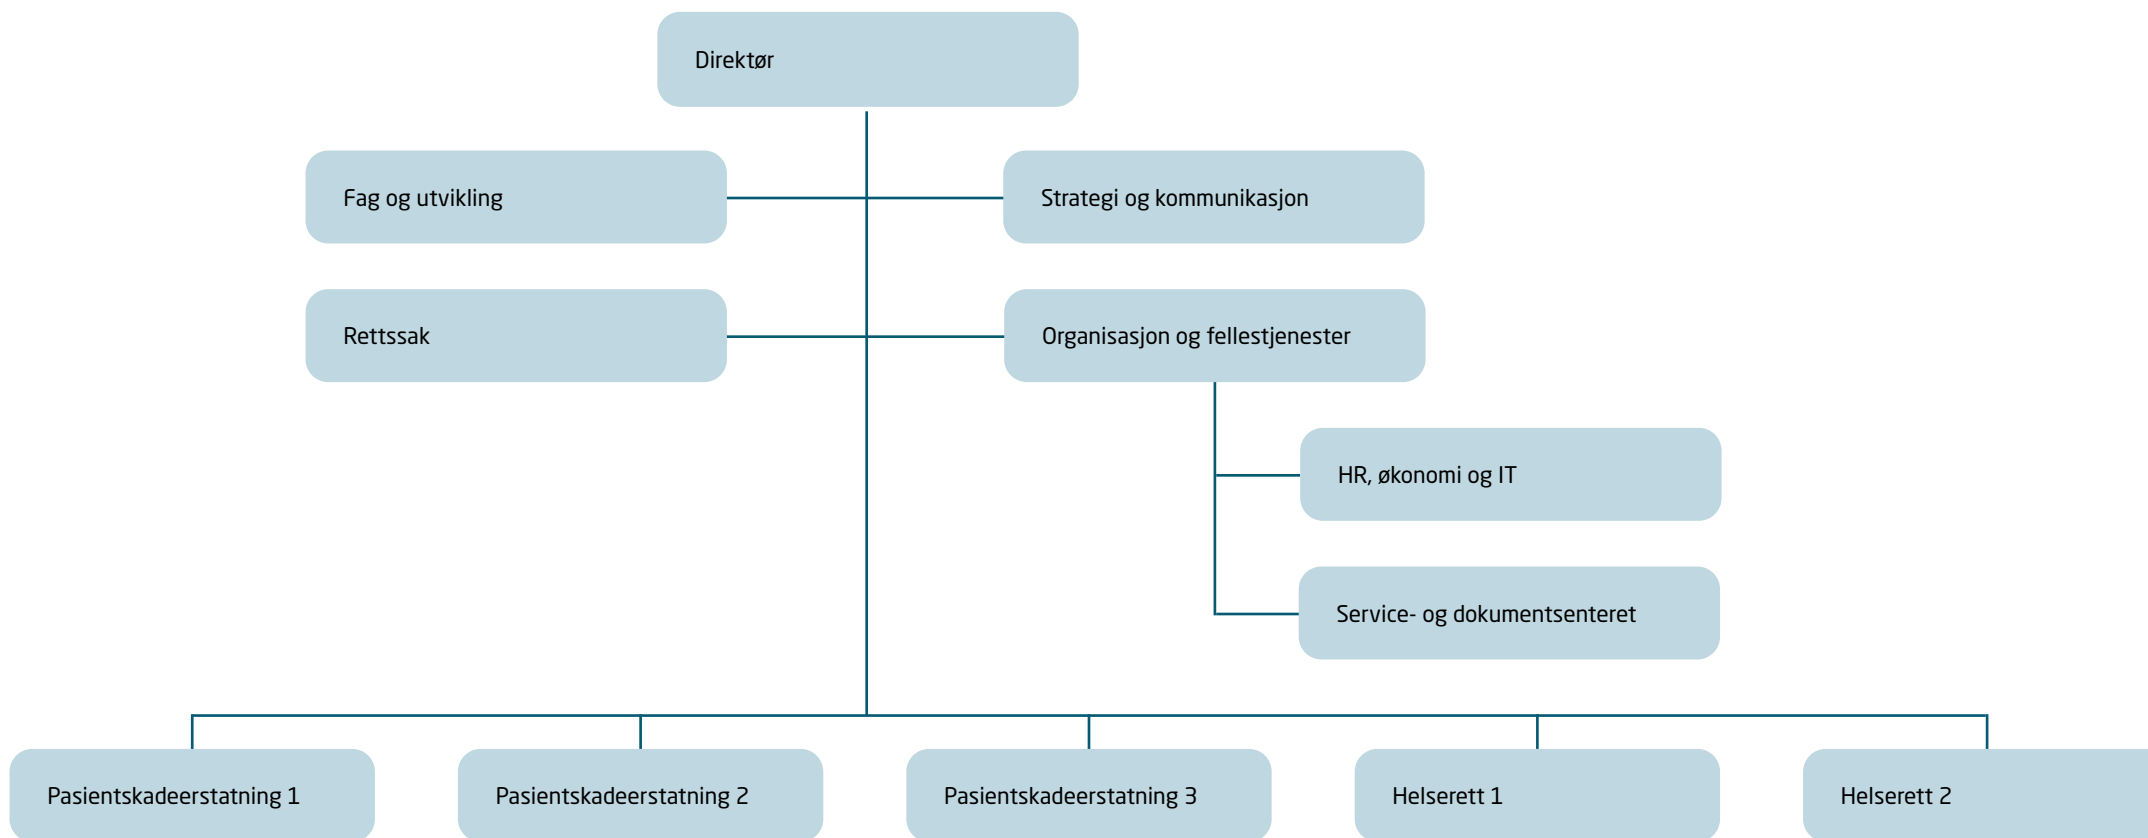 Direktør
Fag og utvikling
Strategi og kommunikasjon
Rettssak
Organisasjon og fellestjenester
HR, økonomi og IT
Service- og dokumentsenteret
Pasientskadeerstatning 1
Pasientskadeerstatning 2
Pasientskadeerstatning 3
Helserett 1
Helserett 2